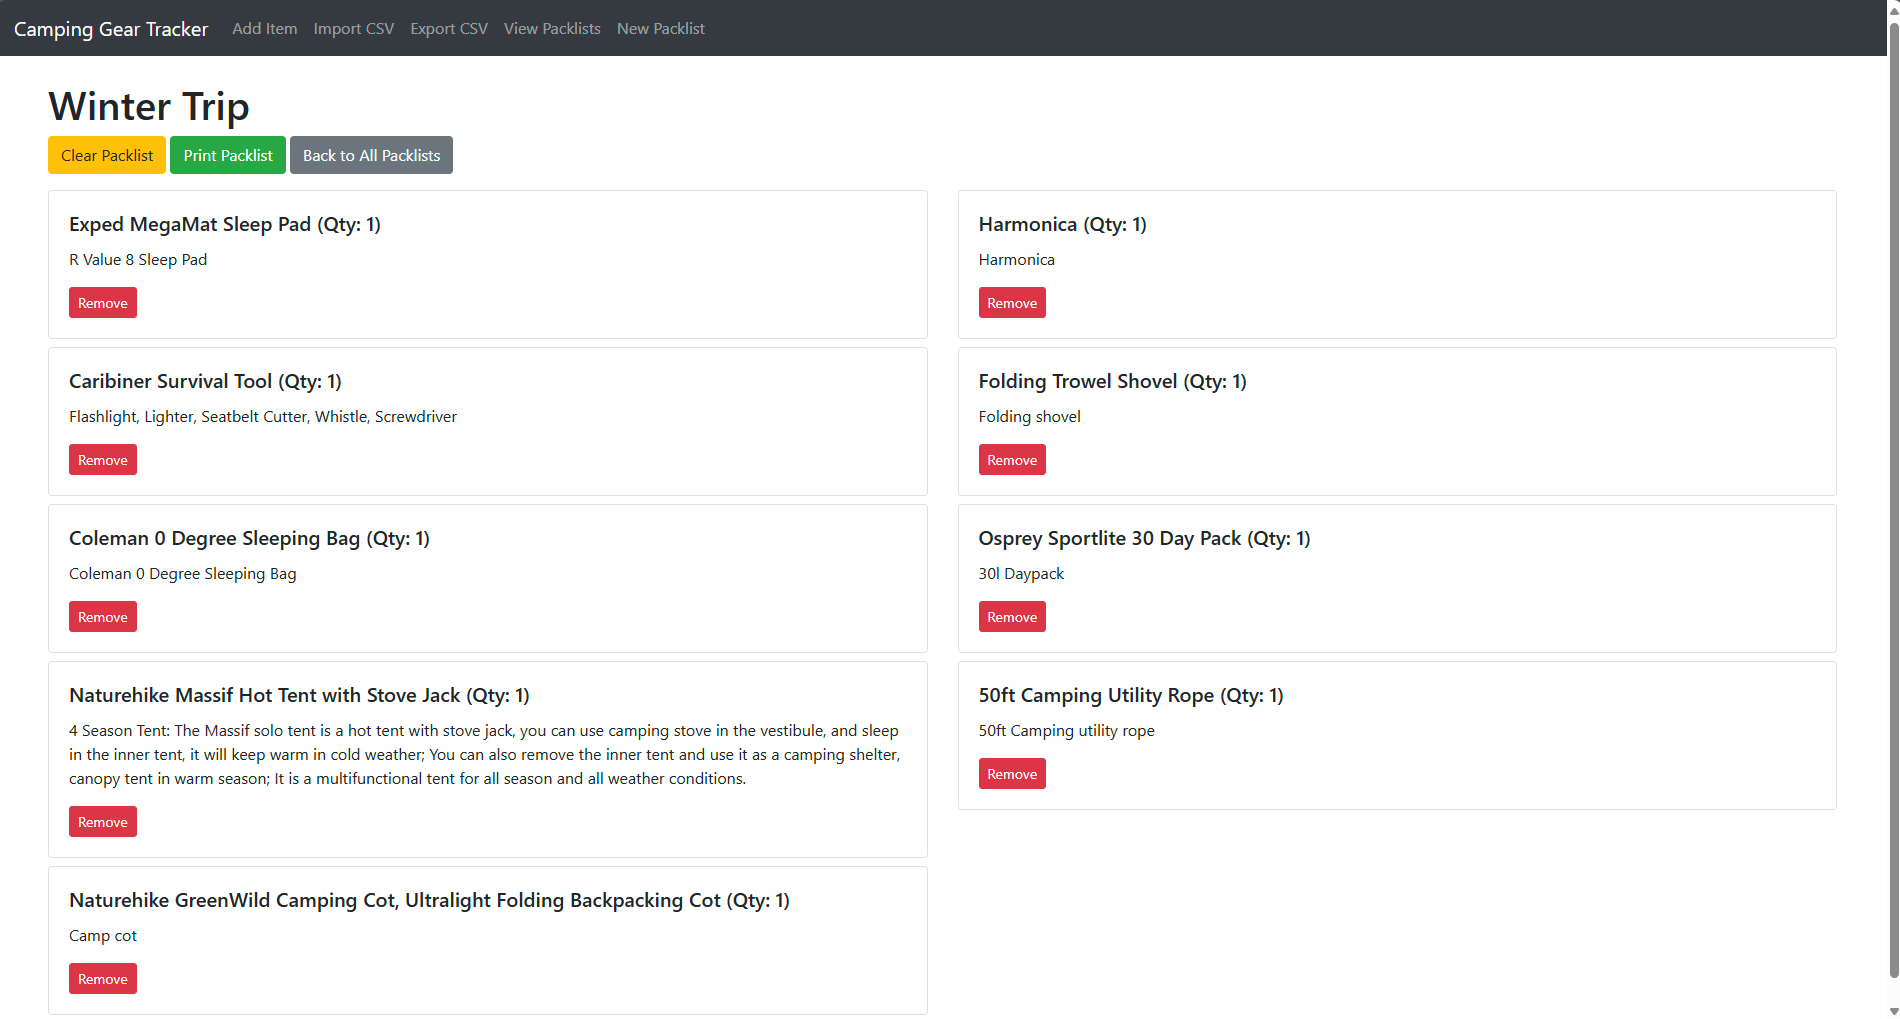 Camping Gear Tracker Add Item Import CSV Export CSV View Packlists New Packlist
Winter Trip
Clear Packlist Print Packlist Back to All Packlists
Exped MegaMat Sleep Pad (Qty: 1)
R Value 8 Sleep Pad
Remove
Harmonica (Qty: 1)
Harmonica
Remove
Caribiner Survival Tool (Qty: 1)
Flashlight, Lighter, Seatbelt Cutter, Whistle, Screwdriver
Remove
Folding Trowel Shovel (Qty: 1)
Folding shovel
Remove
Coleman 0 Degree Sleeping Bag (Qty: 1)
Coleman 0 Degree Sleeping Bag
Remove
Osprey Sportlite 30 Day Pack (Qty: 1)
30l Daypack
Remove
Naturehike Massif Hot Tent with Stove Jack (Qty: 1)
4 Season Tent: The Massif solo tent is a hot tent with stove jack, you can use camping stove in the vestibule, and sleep
in the inner tent, it will keep warm in cold weather; You can also remove the inner tent and use it as a camping shelter,
canopy tent in warm season; It is a multifunctional tent for all season and all weather conditions.
Remove
50ft Camping Utility Rope (Qty: 1)
50ft Camping utility rope
Remove
Naturehike GreenWild Camping Cot, Ultralight Folding Backpacking Cot (Qty: 1)
Camp cot
Remove